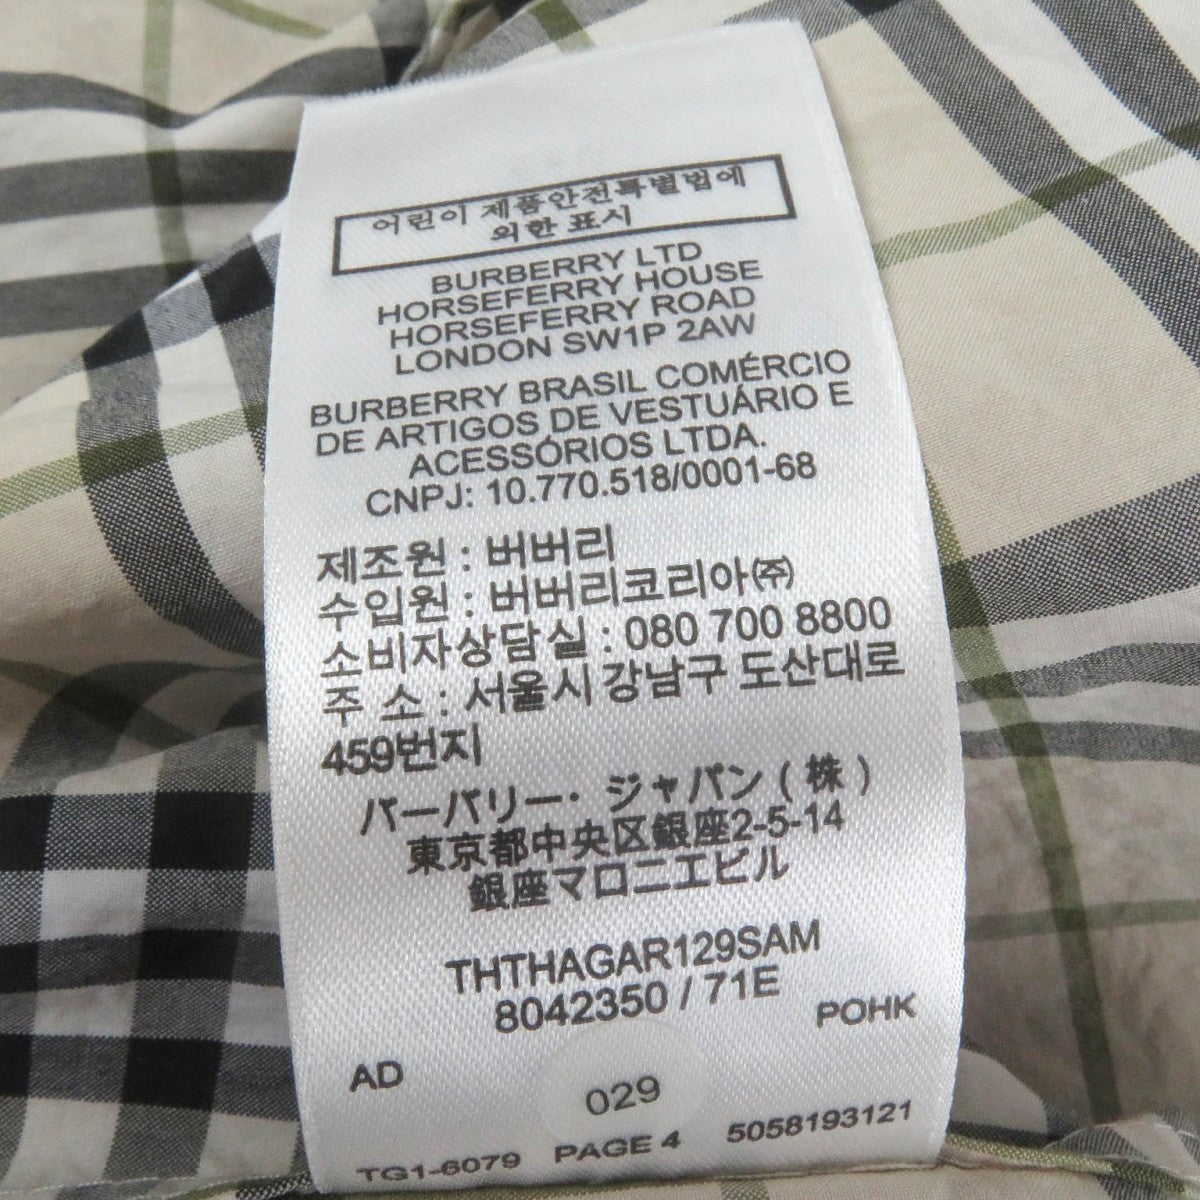 어린이 제품안전특별법에
의한 표시
BURBERRY LTD
HORSEFERRY HOUSE
HORSEFERRY ROAD
LONDON SW1P 2AW
BURBERRY BRASIL COMÉRCIO
DE ARTIGOS DE VESTUÁRIO E
ACESSÓRIOS LTDA.
CNPJ: 10.770.518/0001-68
제조원 : 버버리
수입원 : 버버리코리아㈜
소비자상담실 : 080 700 8800
주 소 : 서울시 강남구 도산대로
459번지
バーバリー・ジャパン(株)
東京都中央区銀座2-5-14
銀座マロニエビル
THTHAGAR129SAM
8042350 / 71E
POHK
AD
029
TG1-6079 PAGE 4 5058193121